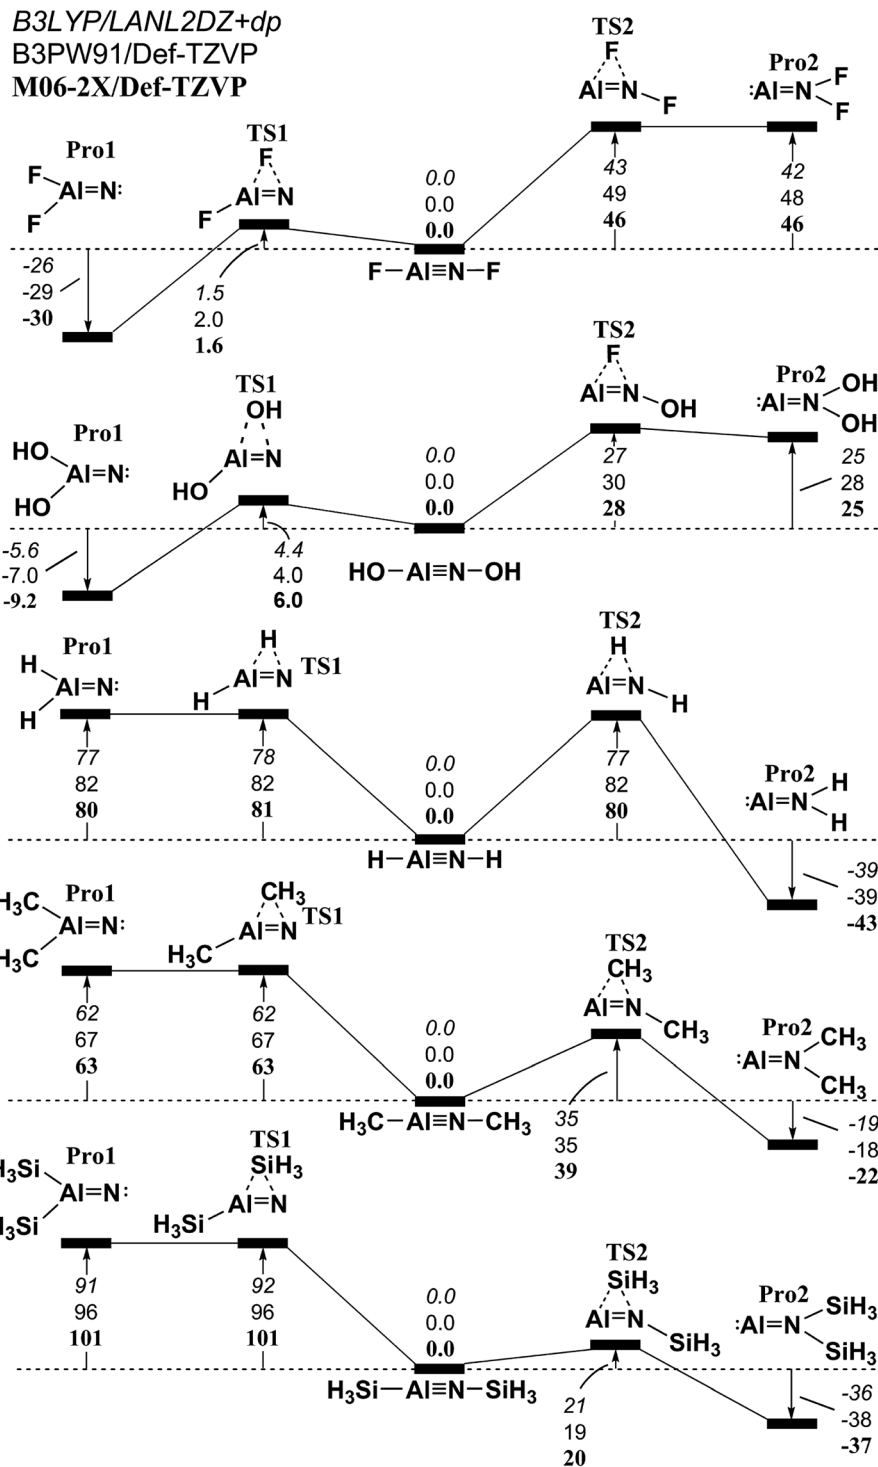 B3LYP/LANL2DZ+dp
B3PW91/Def-TZVP
M06-2X/Def-TZVP
Pro1
F
Al=N:
F
-26
-29
-30
TS1
F
Al=N
F
1.5
2.0
1.6
0.0
0.0
0.0
F-Al≡N-F
TS2
F
Al=N
F
43
49
46
Pro2
:Al=N
F
F
42
48
46
Pro1
HO
Al=N:
HO
-5.6
-7.0
-9.2
TS1
OH
Al=N
HO
4.4
4.0
6.0
0.0
0.0
0.0
HO-Al≡N-OH
TS2
F
Al=N
OH
27
30
28
Pro2
OH
:Al=N
OH
25
28
25
Pro1
H
Al=N:
H
77
82
80
H
TS1
Al=N
H
78
82
81
0.0
0.0
0.0
H-Al≡N-H
TS2
H
Al=N
H
77
82
80
Pro2
H
:Al=N
H
-39
-39
-43
Pro1
H₃C
Al=N:
H₃C
62
67
63
CH₃
TS1
Al=N
H₃C
62
67
63
0.0
0.0
0.0
H₃C-Al≡N-CH₃
TS2
CH₃
Al=N
CH₃
35
35
39
Pro2
CH₃
:Al=N
CH₃
-19
-18
-22
Pro1
H₃Si
Al=N:
H₃Si
91
96
101
TS1
SiH₃
Al=N
H₃Si
92
96
101
0.0
0.0
0.0
H₃Si-Al≡N-SiH₃
TS2
SiH₃
Al=N
SiH₃
21
19
20
Pro2
SiH₃
:Al=N
SiH₃
-36
-38
-37